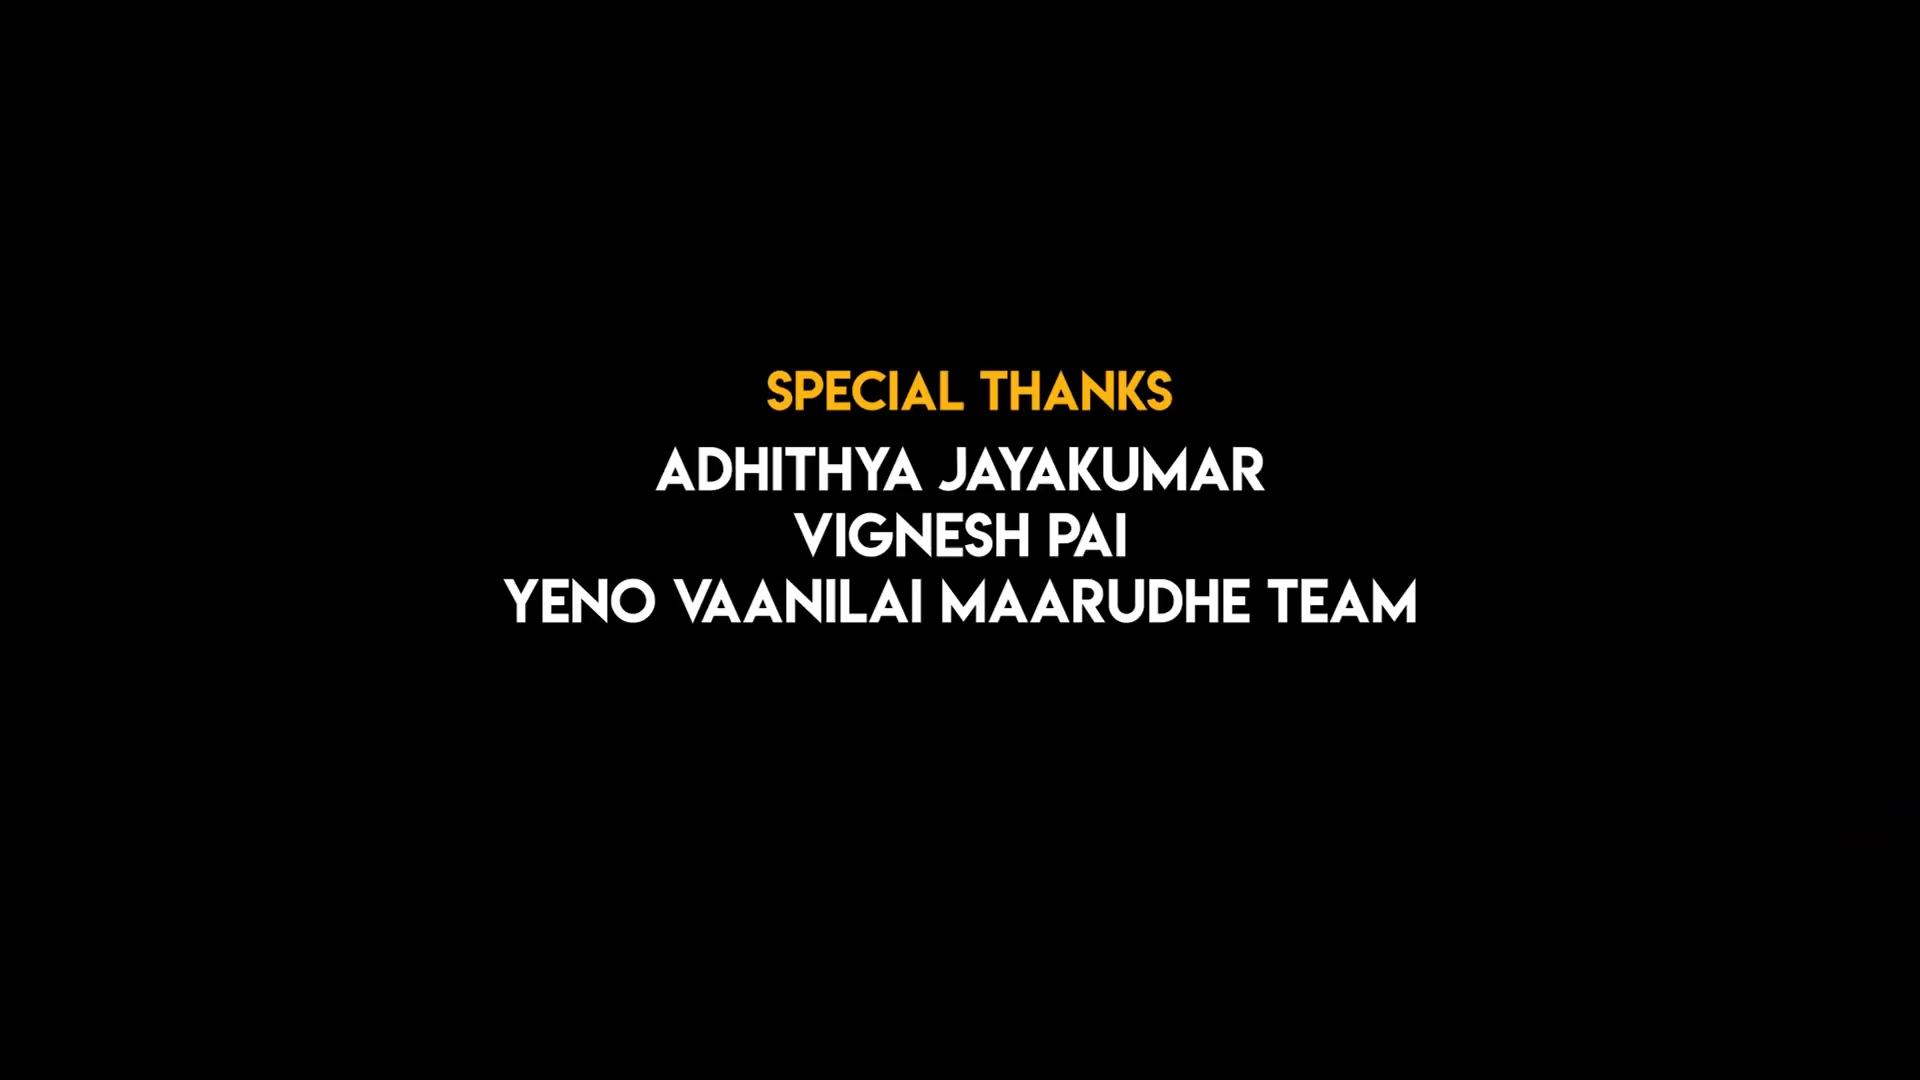 SPECIAL THANKS
ADHITHYA JAYAKUMAR
VIGNESH PAI
YENO VAANILAI MAARUDHE TEAM